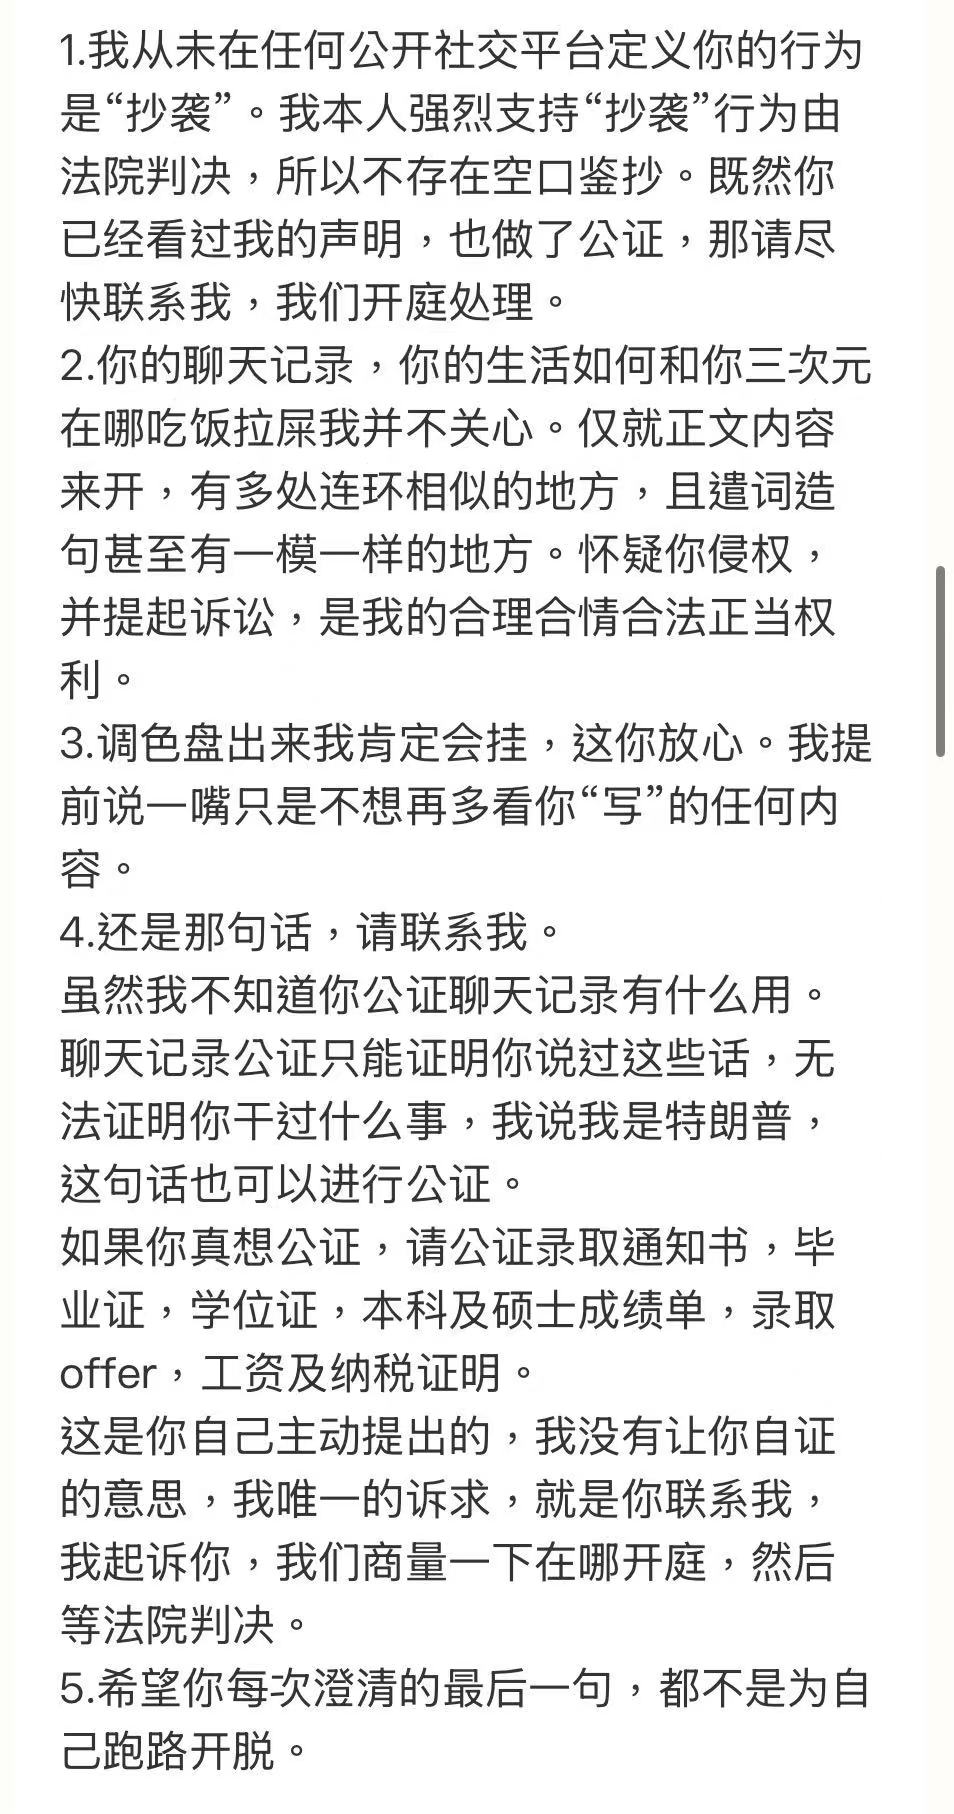 1.我从未在任何公开社交平台定义你的行为
是“抄袭”。我本人强烈支持“抄袭”行为由
法院判决，所以不存在空口鉴抄。既然你
已经看过我的声明，也做了公证，那请尽
快联系我，我们开庭处理。
2.你的聊天记录，你的生活如何和你三次元
在哪吃饭拉屎我并不关心。仅就正文内容
来开，有多处连环相似的地方，且遣词造
句甚至有一模一样的地方。怀疑你侵权，
并提起诉讼，是我的合理合情合法正当权
利。
3.调色盘出来我肯定会挂，这你放心。我提
前说一嘴只是不想再多看你“写”的任何内
容。
4.还是那句话，请联系我。
虽然我不知道你公证聊天记录有什么用。
聊天记录公证只能证明你说过这些话，无
法证明你干过什么事，我说我是特朗普，
这句话也可以进行公证。
如果你真想公证，请公证录取通知书，毕
业证，学位证，本科及硕士成绩单，录取
offer，工资及纳税证明。
这是你自己主动提出的，我没有让你自证
的意思，我唯一的诉求，就是你联系我，
我起诉你，我们商量一下在哪开庭，然后
等法院判决。
5.希望你每次澄清的最后一句，都不是为自
己跑路开脱。